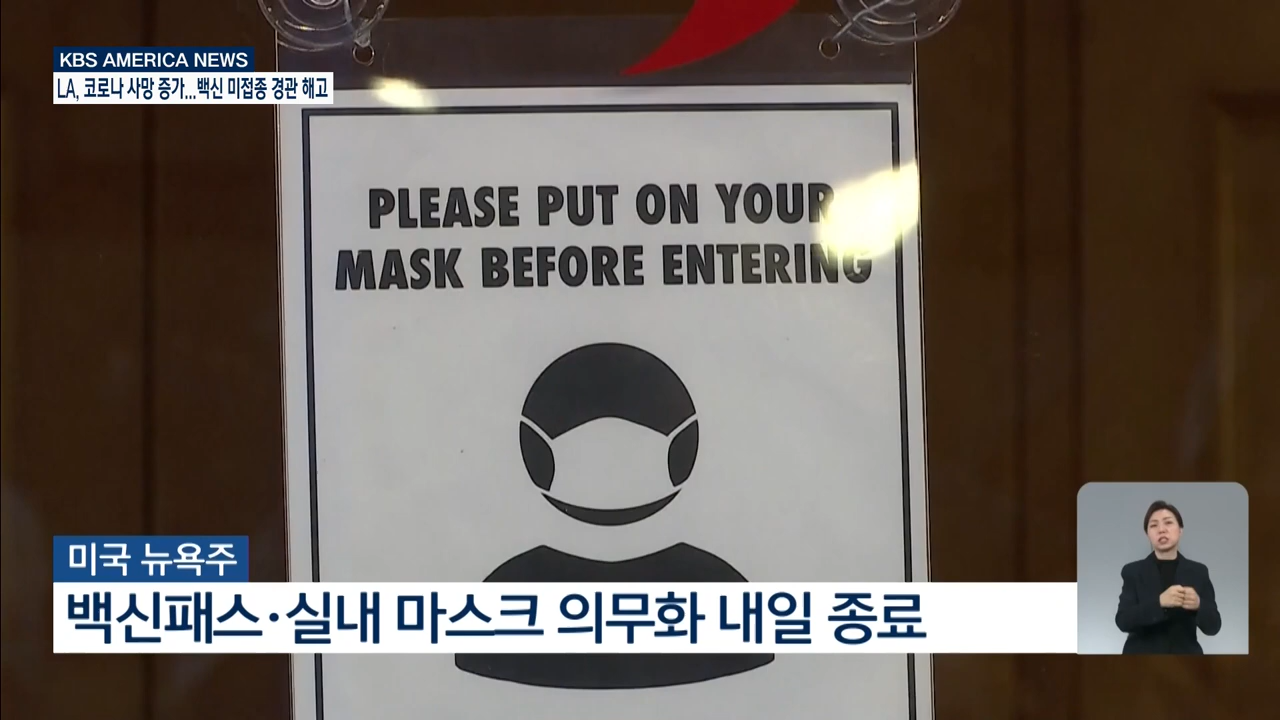 KBS AMERICA NEWS
LA, 코로나 사망 증가...백신 미접종 경관 해고
PLEASE PUT ON YOUR
MASK BEFORE ENTERING
미국 뉴욕주
백신패스·실내 마스크 의무화 내일 종료